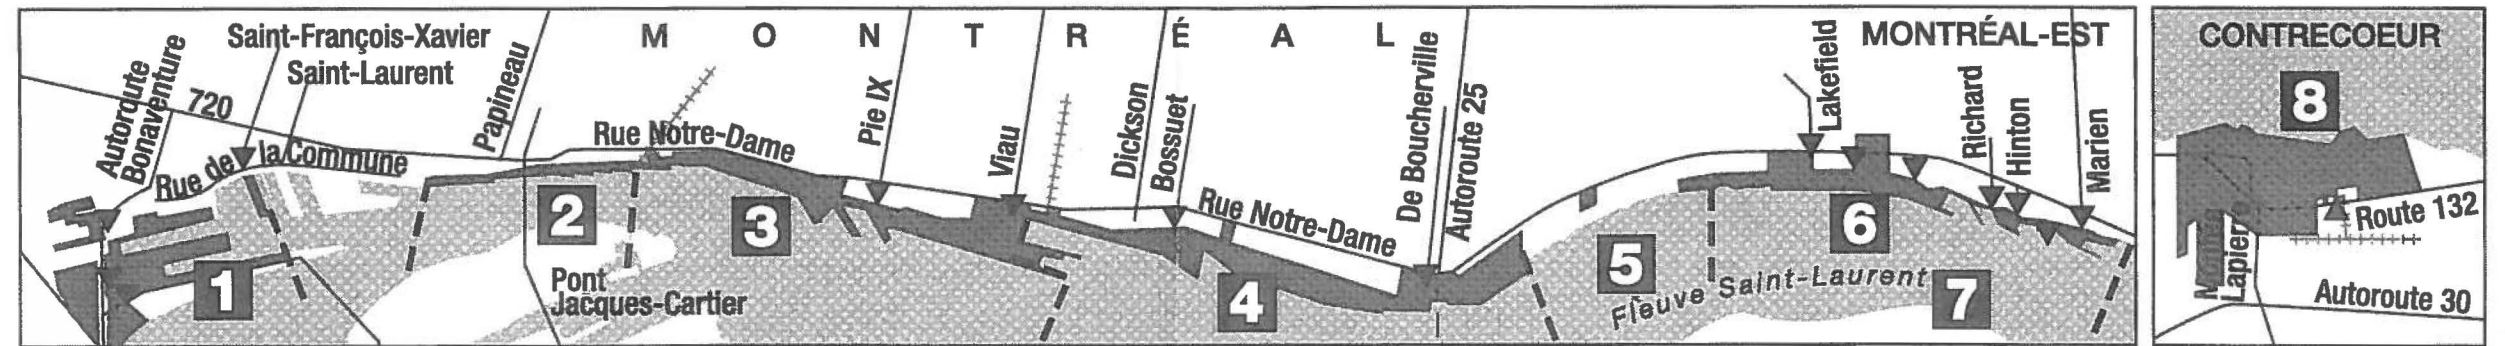 MONTRÉAL
MONTRÉAL-EST
CONTRECOEUR
Saint-François-Xavier
Saint-Laurent
Autoroute
Bonaventure
720
Papineau
Rue de la Commune
Rue Notre-Dame
Pie IX
Viau
Dickson
Bossuet
Rue Notre-Dame
De Boucherville
Autoroute 25
Lakefield
Richard
Hinton
Marien
1
2
3
4
5
6
7
8
Pont
Jacques-Cartier
Fleuve Saint-Laurent
Lapierre
Route 132
Autoroute 30